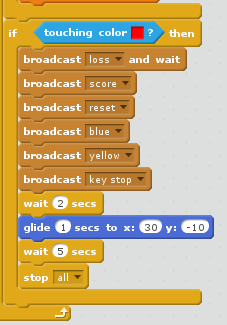 if touching color ? then
broadcast loss and wait
broadcast score
broadcast reset
broadcast blue
broadcast yellow
broadcast key stop
wait 2 secs
glide 1 secs to x: 30 y: -10
wait 5 secs
stop all